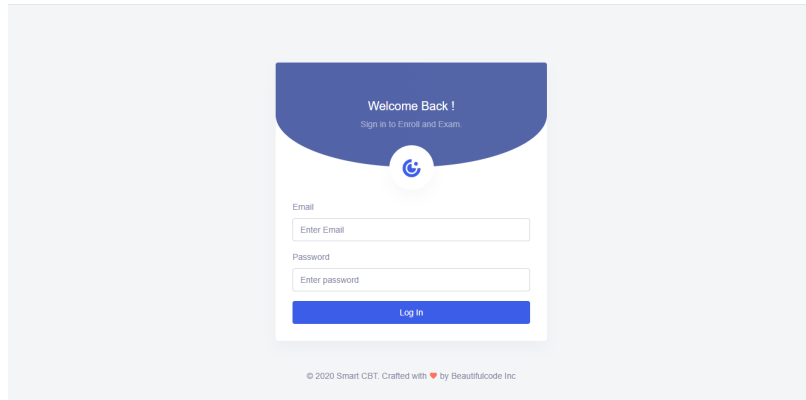 Welcome Back !
Sign in to Enroll and Exam.
Email
Enter Email
Password
Enter password
Log In
© 2020 Smart CBT. Crafted with ❤ by Beautifulcode Inc